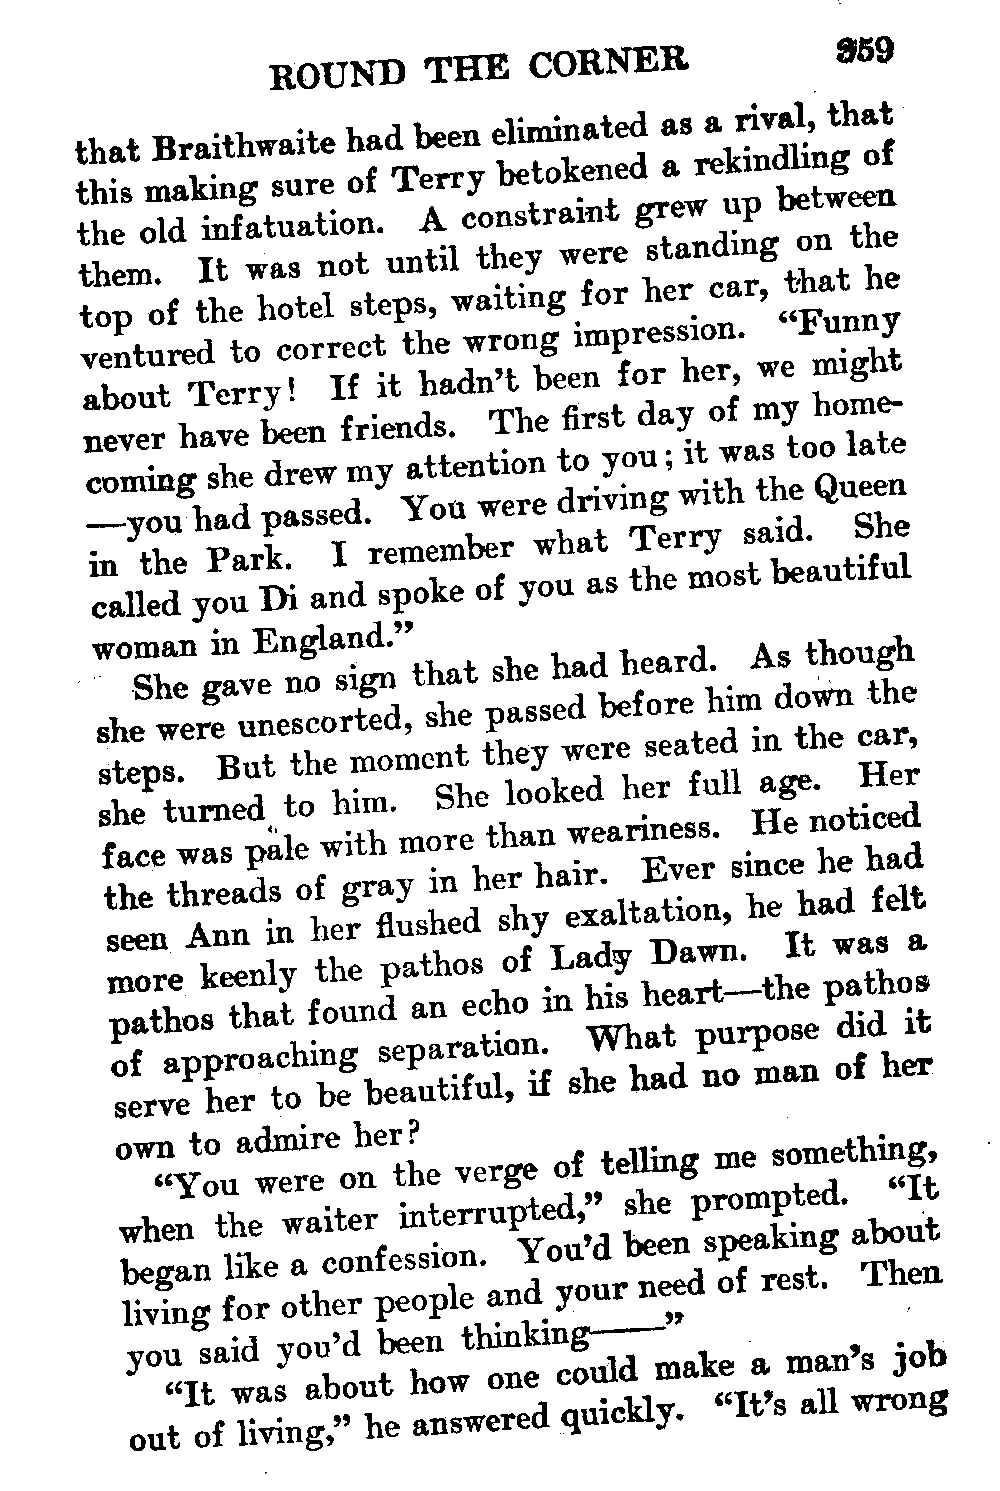 ROUND THE CORNER 359
that Braithwaite had been eliminated as a rival, that
this making sure of Terry betokened a rekindling of
the old infatuation. A constraint grew up between
them. It was not until they were standing on the
top of the hotel steps, waiting for her car, that he
ventured to correct the wrong impression. “Funny
about Terry! If it hadn’t been for her, we might
never have been friends. The first day of my home-
coming she drew my attention to you; it was too late
—you had passed. You were driving with the Queen
in the Park. I remember what Terry said. She
called you Di and spoke of you as the most beautiful
woman in England.”
She gave no sign that she had heard. As though
she were unescorted, she passed before him down the
steps. But the moment they were seated in the car,
she turned to him. She looked her full age. Her
face was pale with more than weariness. He noticed
the threads of gray in her hair. Ever since he had
seen Ann in her flushed shy exaltation, he had felt
more keenly the pathos of Lady Dawn. It was a
pathos that found an echo in his heart—the pathos
of approaching separation. What purpose did it
serve her to be beautiful, if she had no man of her
own to admire her?
“You were on the verge of telling me something,
when the waiter interrupted,” she prompted. “It
began like a confession. You’d been speaking about
living for other people and your need of rest. Then
you said you’d been thinking——”
“It was about how one could make a man’s job
out of living,” he answered quickly. “It’s all wrong